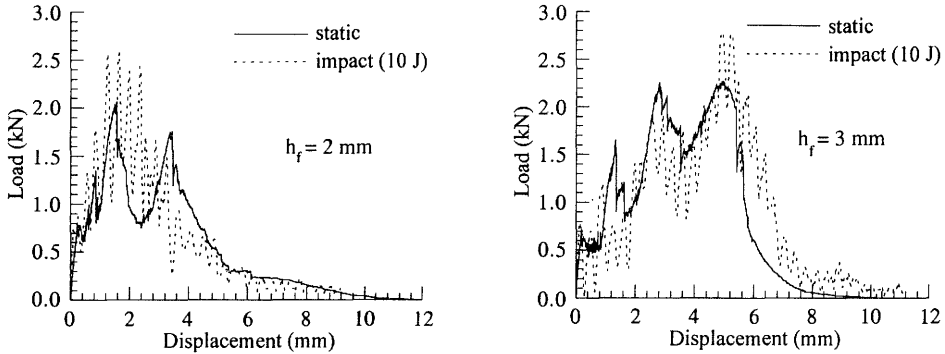 3.0
2.5
2.0
1.5
1.0
0.5
0.0
Load (kN)
static
impact (10 J)
h_f = 2 mm
0 2 4 6 8 10 12
Displacement (mm)
3.0
2.5
2.0
1.5
1.0
0.5
0.0
Load (kN)
static
impact (10 J)
h_f = 3 mm
0 2 4 6 8 10 12
Displacement (mm)